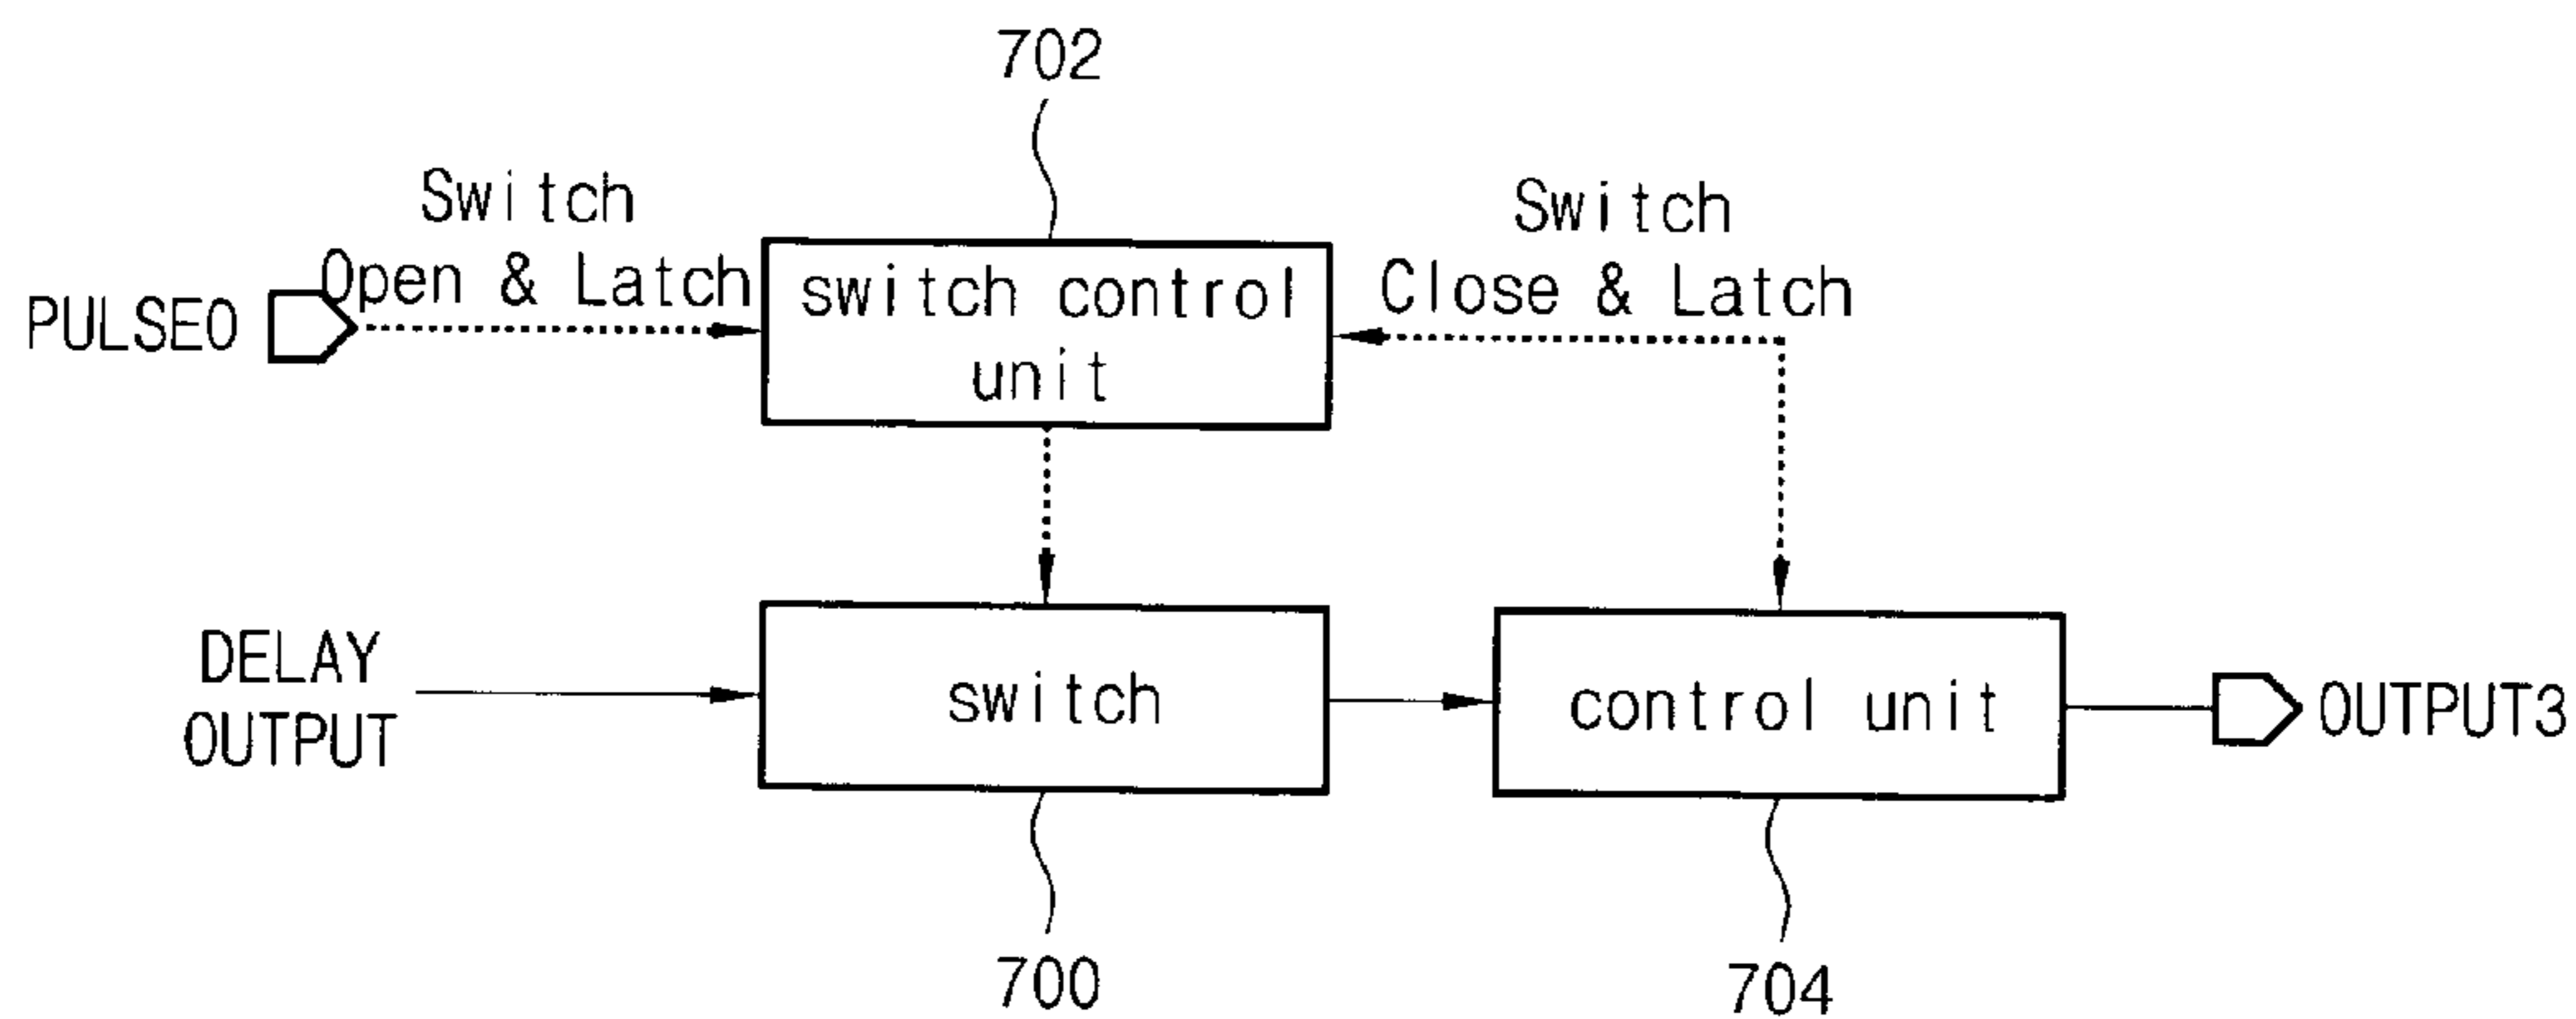 702
Switch
Open & Latch
PULSE0
switch control
unit
Switch
Close & Latch
DELAY
OUTPUT
switch
control unit
OUTPUT3
700
704